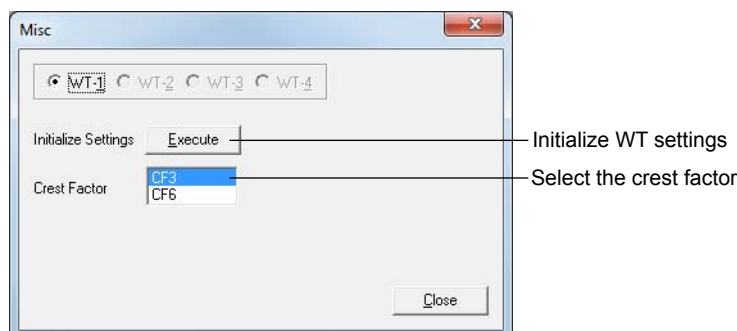 Misc
WT-1 WT-2 WT-3 WT-4
Initialize Settings Execute Initialize WT settings
Crest Factor CF3 Select the crest factor
CF6
Close